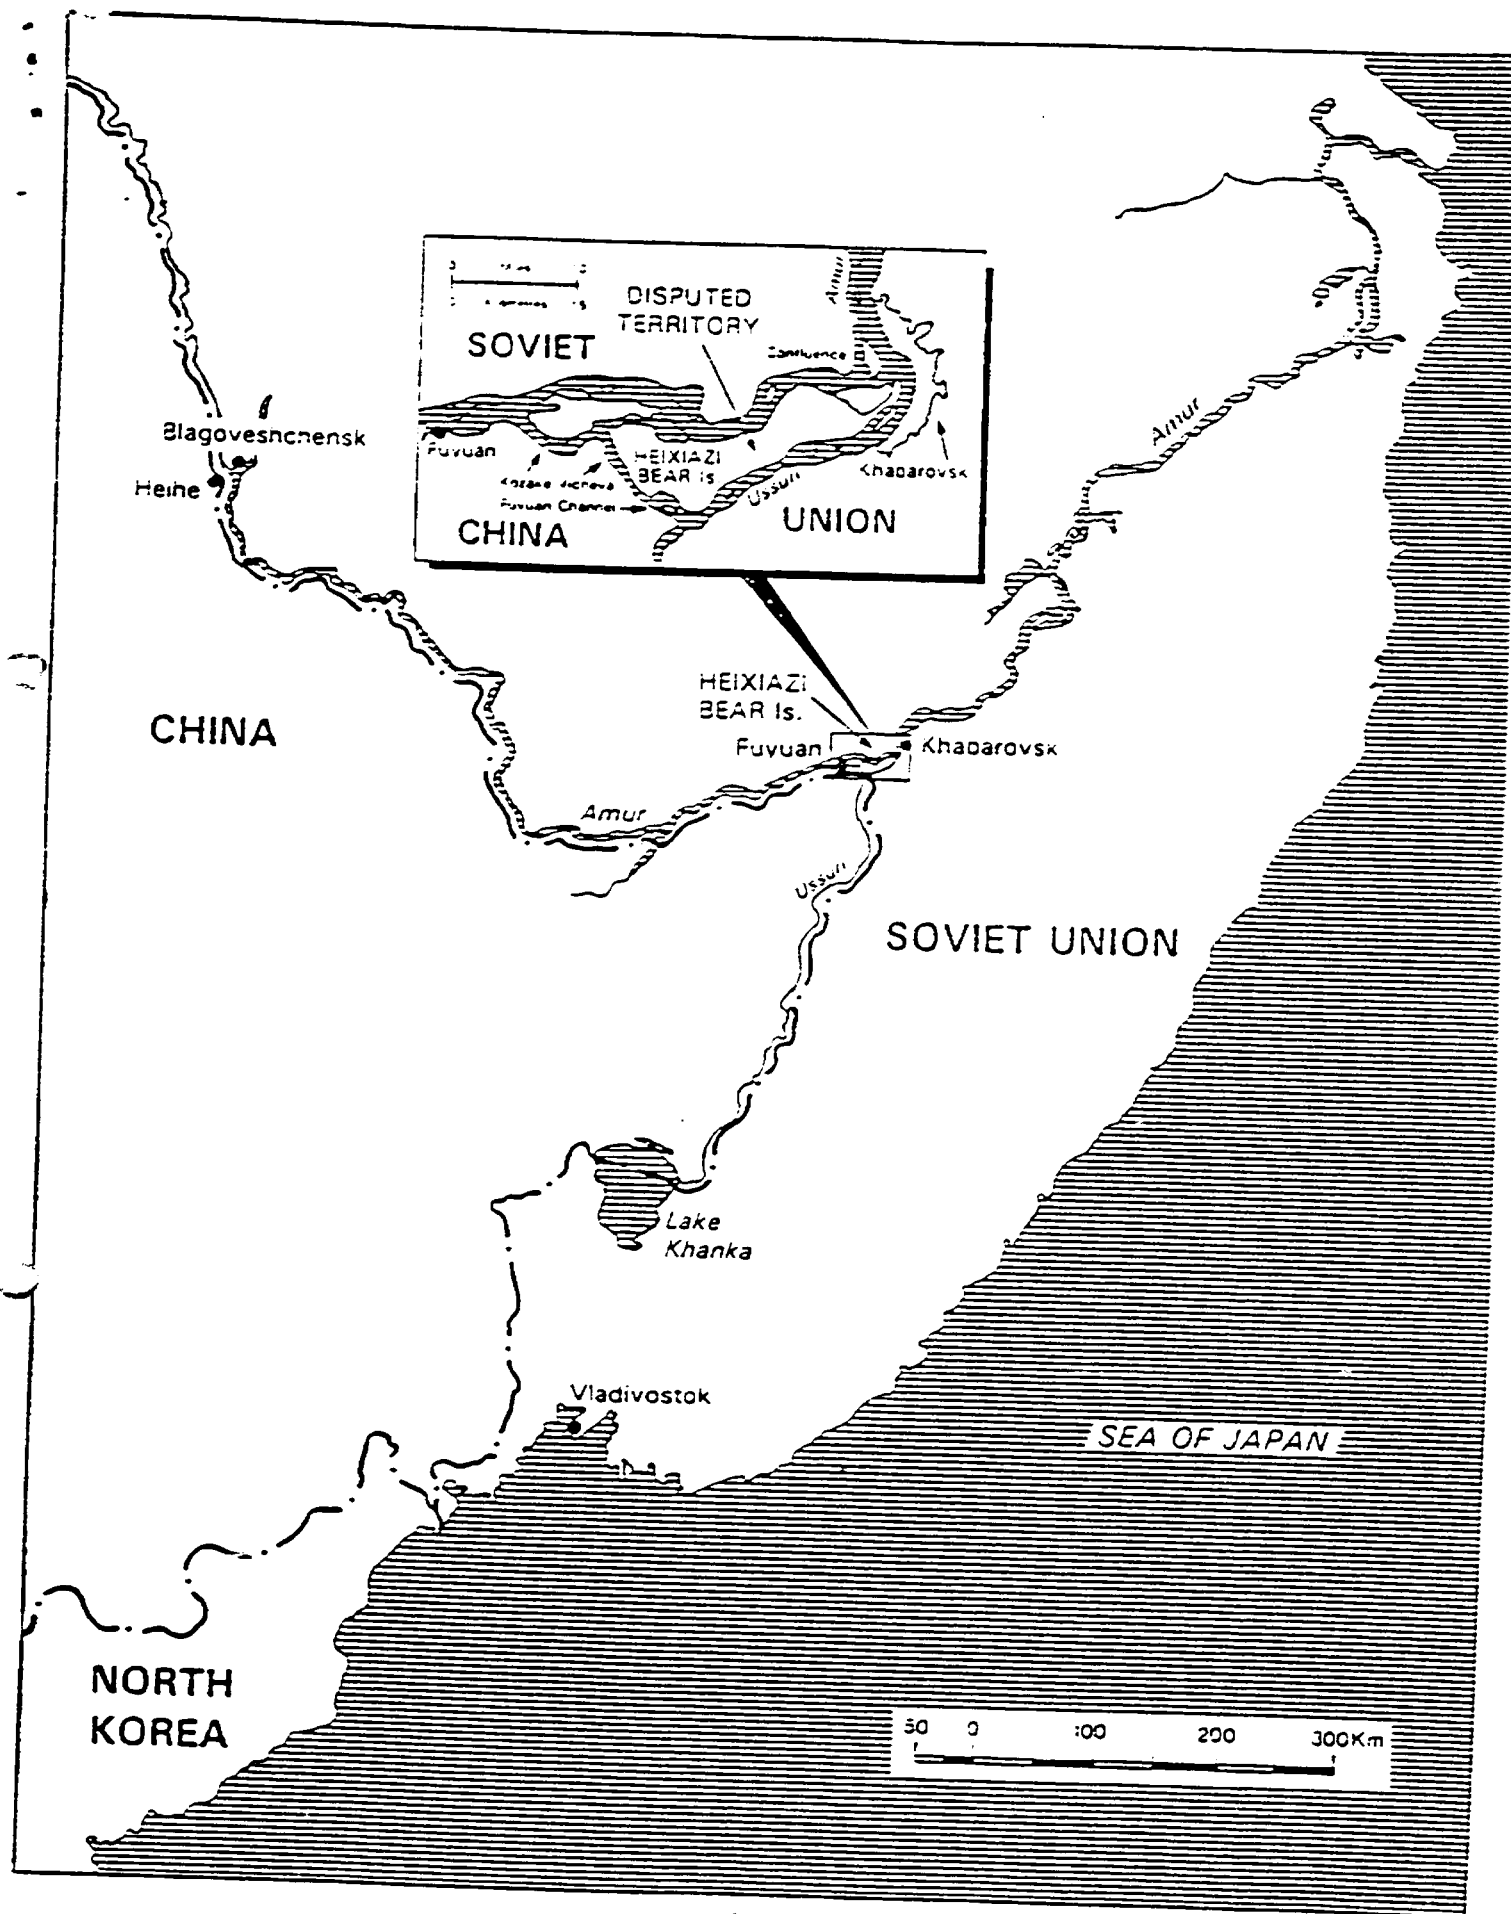 0
SOVIET
DISPUTED
TERRITORY
Amur
Confluence
Fuyuan
HEIXIAZI
BEAR Is
Ussuri
Khabarovsk
Fuyuan Channel
CHINA
UNION
Blagoveshchensk
Heihe
Amur
CHINA
HEIXIAZI
BEAR Is.
Fuyuan
Khabarovsk
Amur
Ussuri
SOVIET UNION
Lake
Khanka
Vladivostok
SEA OF JAPAN
NORTH
KOREA
50 0 100 200 300Km